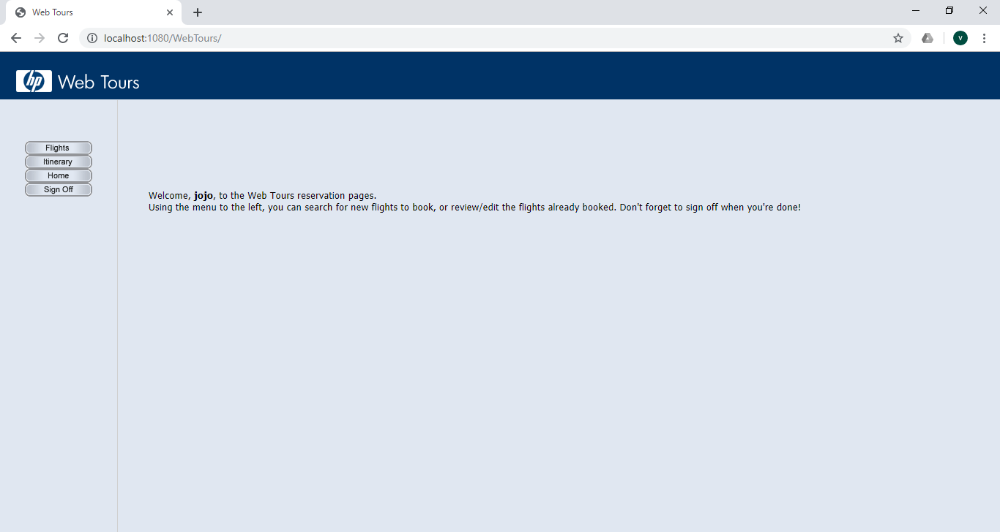 Web Tours
localhost:1080/WebTours/
V
hp Web Tours
Flights
Itinerary
Home
Sign Off
Welcome, jojo, to the Web Tours reservation pages.
Using the menu to the left, you can search for new flights to book, or review/edit the flights already booked. Don't forget to sign off when you're done!